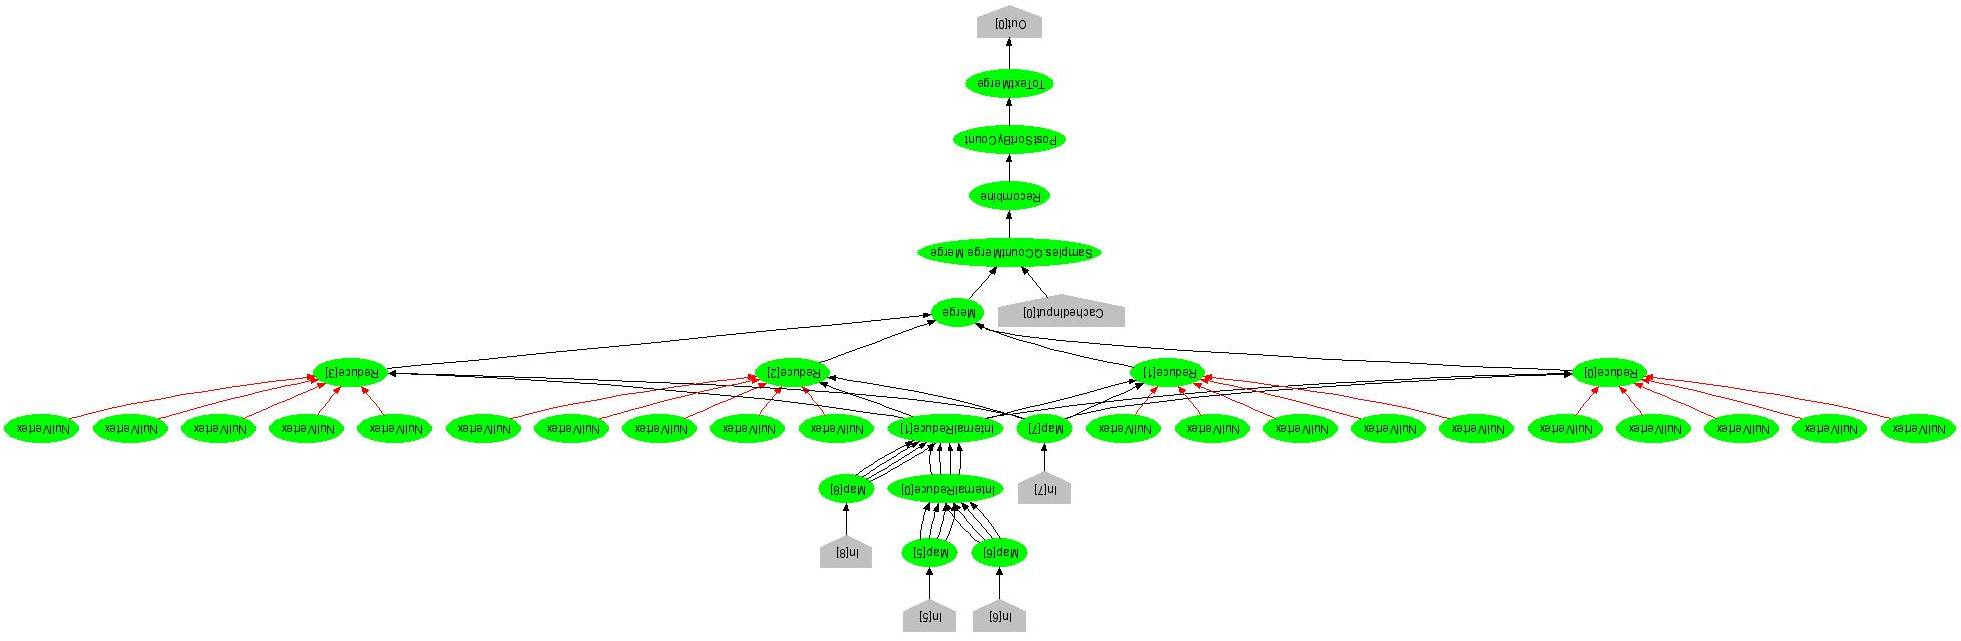 Out[0]
ToTextMerge
PostSortByCount
Recombine
Samples.QCountMerge.Merge
Merge
CachedInput[0]
Reduce[3]
Reduce[2]
Reduce[1]
Reduce[0]
NullVertex
NullVertex
NullVertex
NullVertex
NullVertex
NullVertex
NullVertex
NullVertex
NullVertex
NullVertex
InternalReduce[1]
Map[7]
NullVertex
NullVertex
NullVertex
NullVertex
NullVertex
NullVertex
NullVertex
NullVertex
NullVertex
NullVertex
Map[8]
InternalReduce[0]
In[7]
In[8]
Map[5]
Map[6]
In[5]
In[6]